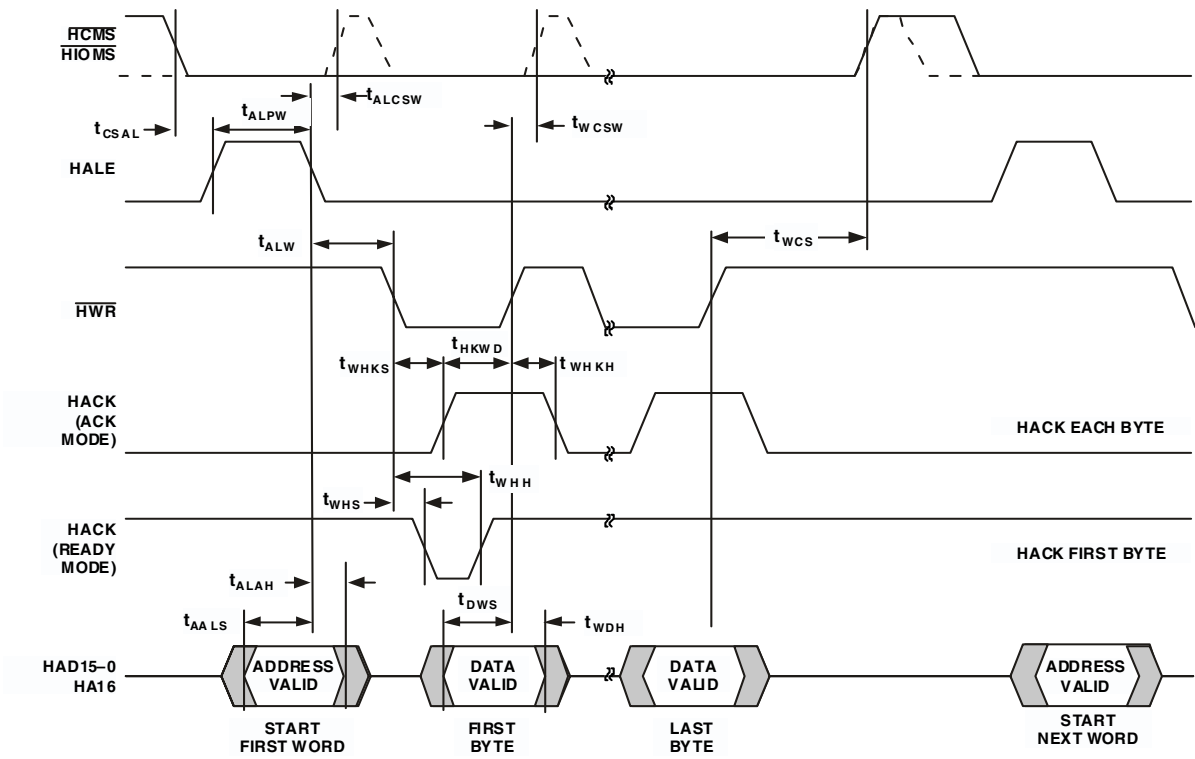 HCMS
HIOMS
tALCSW
tALPW
tCSAL
tWCSW
HALE
tALW
tWCS
HWR
tHKWD
tWHKS
tWHKH
HACK
(ACK
MODE)
HACK EACH BYTE
tWHH
tWHS
HACK
(READY
MODE)
HACK FIRST BYTE
tALAH
tDWS
tAALS
tWDH
HAD15–0
HA16
ADDRESS
VALID
DATA
VALID
DATA
VALID
ADDRESS
VALID
START
FIRST WORD
FIRST
BYTE
LAST
BYTE
START
NEXT WORD